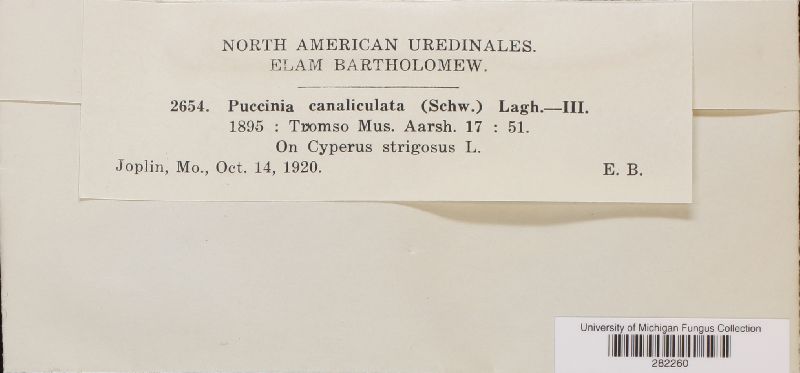 NORTH AMERICAN UREDINALES.
ELAM BARTHOLOMEW.
2654. Puccinia canaliculata (Schw.) Lagh.—III.
1895 : Tromso Mus. Aarsh. 17 : 51.
On Cyperus strigosus L.
Joplin, Mo., Oct. 14, 1920. E. B.
University of Michigan Fungus Collection
282260